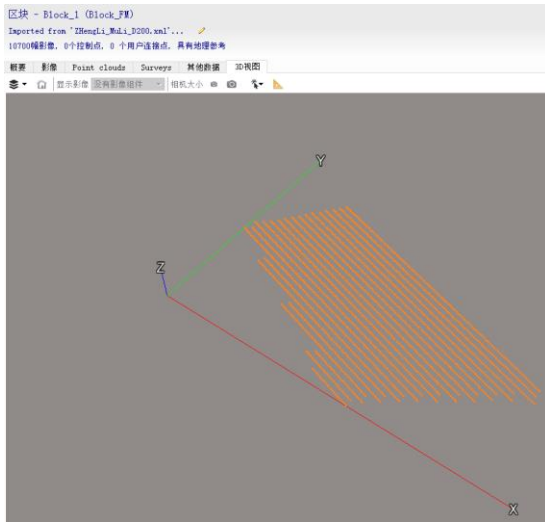 区块 - Block_1 (Block_FM)
Imported from 'ZHengLi_MuLi_D200.xml'...
10700幅影像, 0个控制点, 0 个用户连接点, 具有地理参考
概要 影像 Point clouds Surveys 其他数据 3D视图
显示影像 没有影像组件 相机大小
Y
Z
X